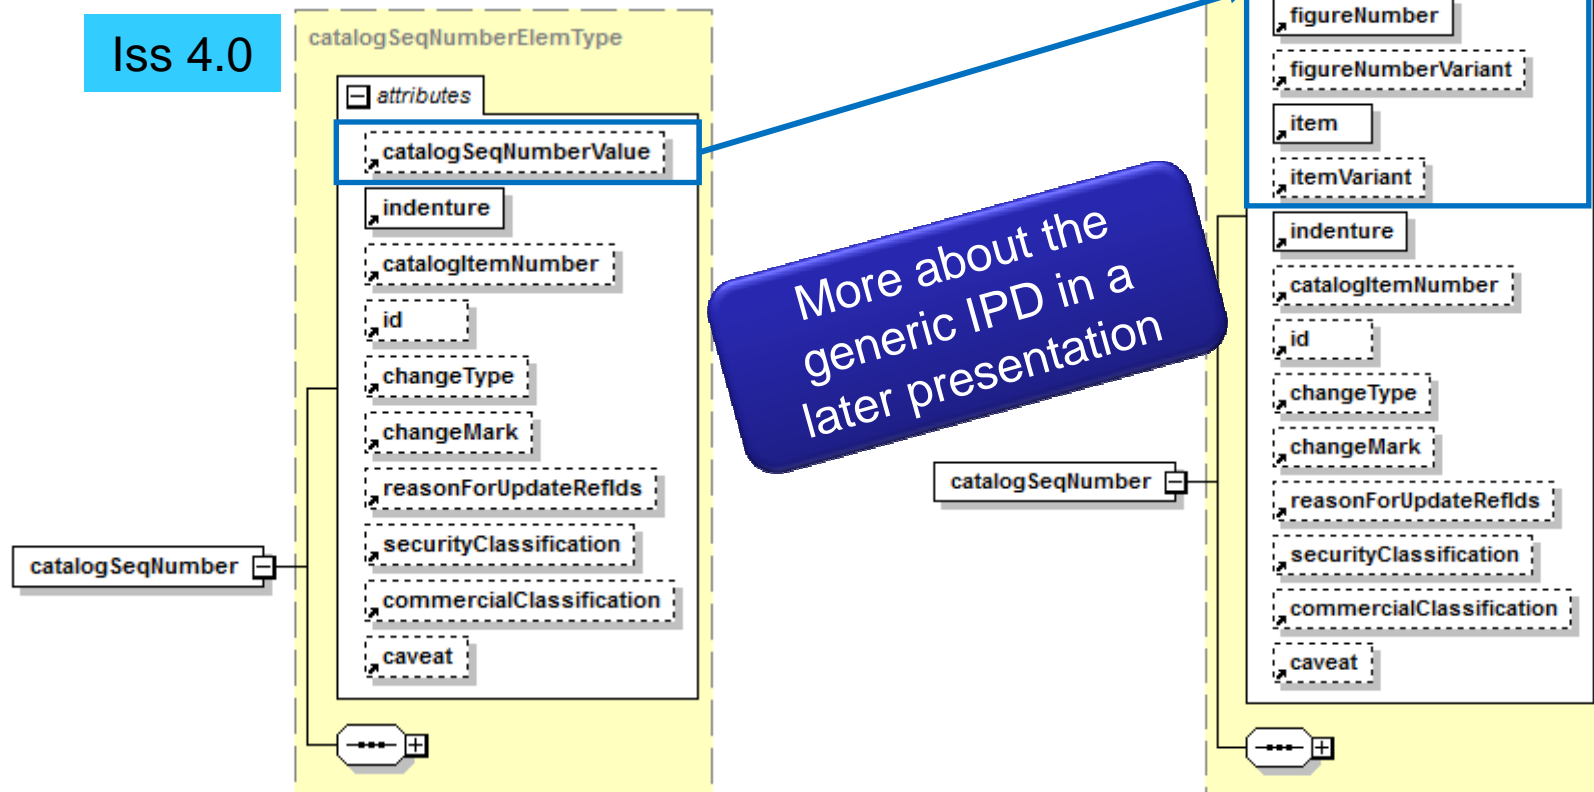 Iss 4.0
catalogSeqNumberElemType
attributes
catalogSeqNumberValue
indenture
catalogItemNumber
id
changeType
changeMark
reasonForUpdateRefIds
securityClassification
commercialClassification
caveat
catalogSeqNumber
More about the
generic IPD in a
later presentation
figureNumber
figureNumberVariant
item
itemVariant
indenture
catalogItemNumber
id
changeType
changeMark
reasonForUpdateRefIds
securityClassification
commercialClassification
caveat
catalogSeqNumber